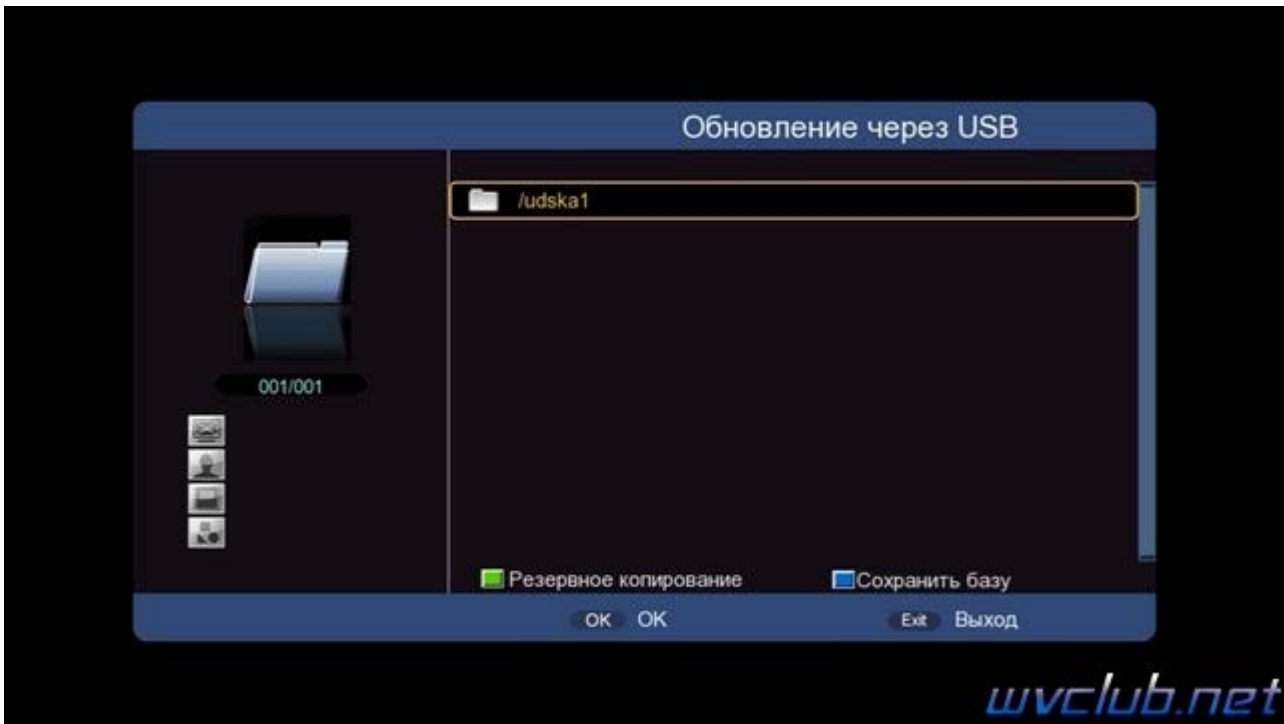 Обновление через USB
/udska1
001/001
Резервное копирование Сохранить базу
OK OK Exit Выход
wvclub.net